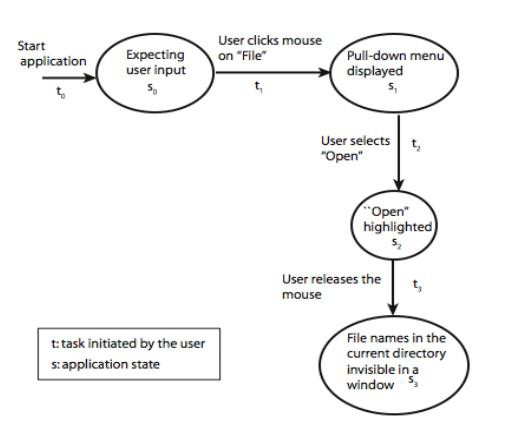 Start
application
t₀
Expecting
user input
s₀
User clicks mouse
on "File"
t₁
Pull-down menu
displayed
s₁
User selects
"Open"
t₂
``Open"
highlighted
s₂
User releases the
mouse
t₃
File names in the
current directory
invisible in a
window s₃
t: task initiated by the user
s: application state